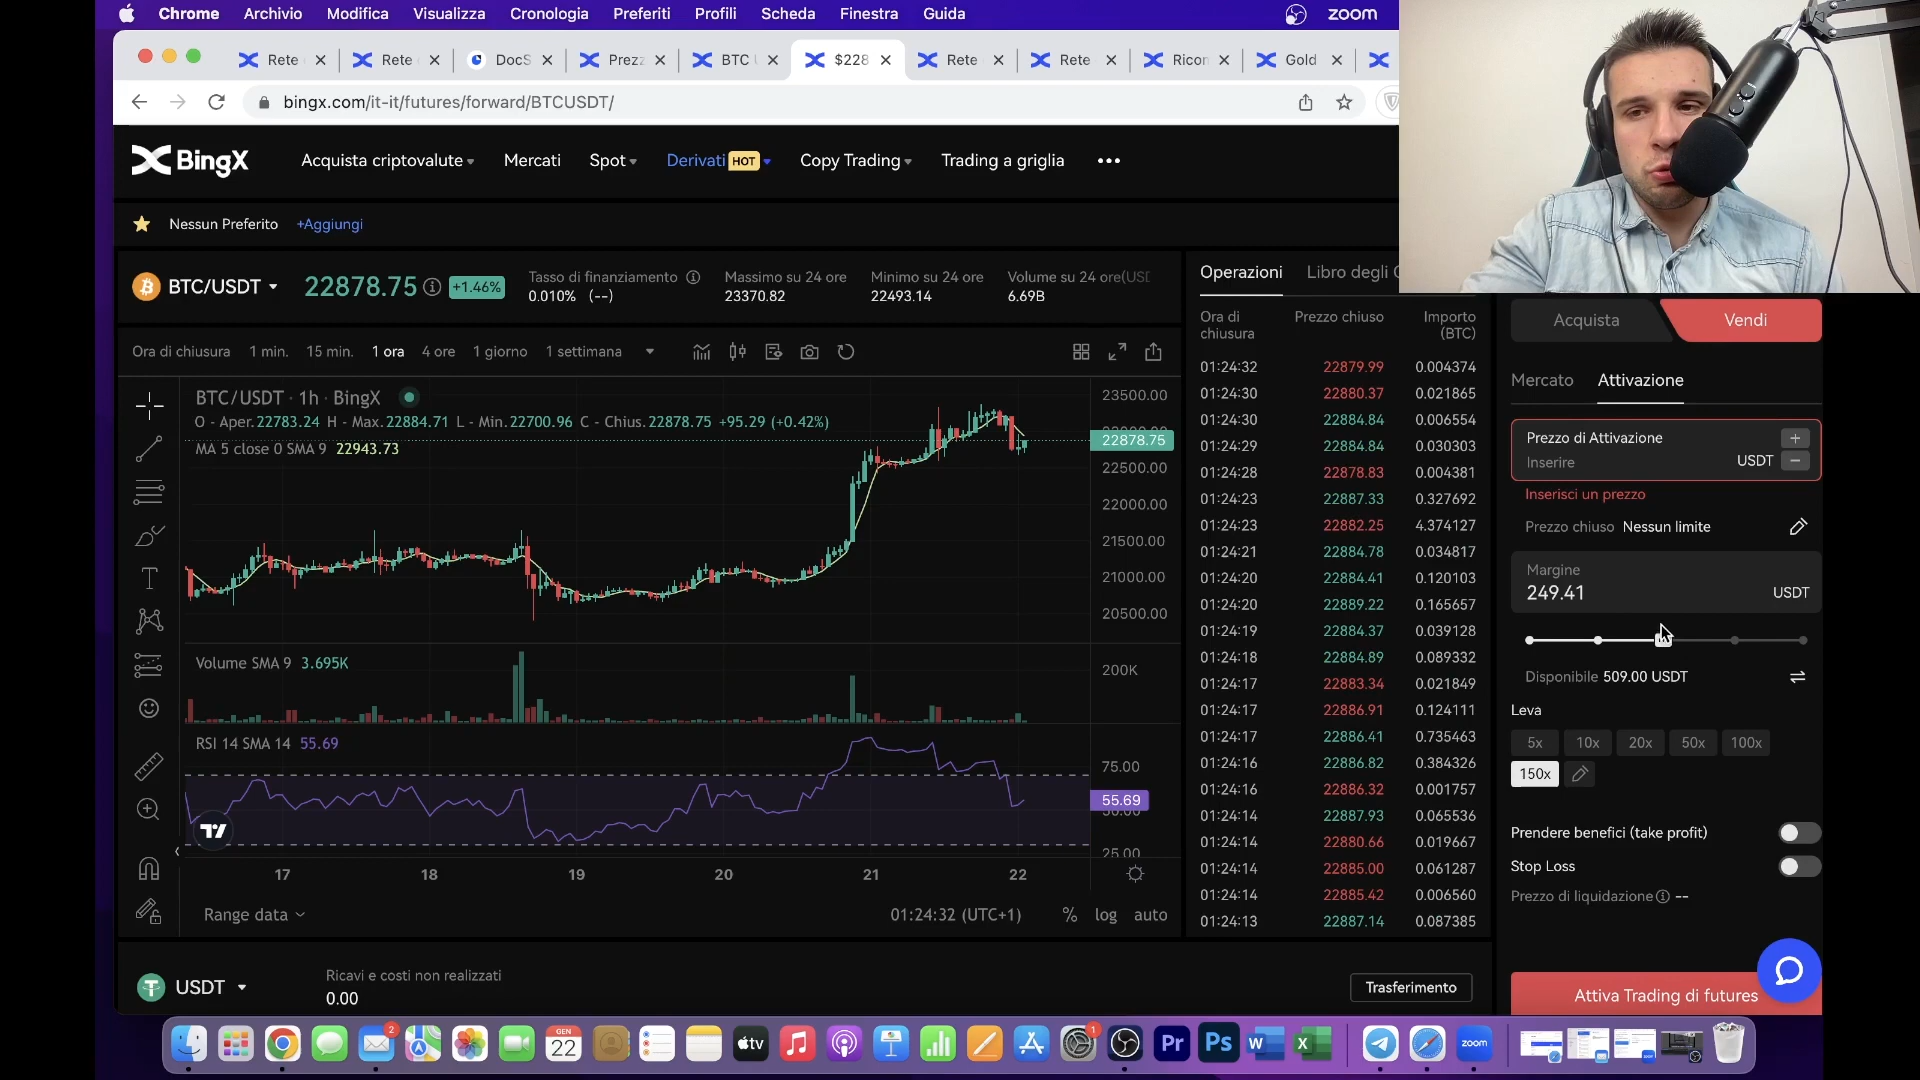 Chrome Archivio Modifica Visualizza Cronologia Preferiti Profili Scheda Finestra Guida zoom
Rete Rete DocS Prezz BTC $228 Rete Rete Ricon Gold
bingx.com/it-it/futures/forward/BTCUSDT/
BingX Acquista criptovalute Mercati Spot Derivati HOT Copy Trading Trading a griglia •••
Nessun Preferito +Aggiungi
BTC/USDT 22878.75 +1.46%
Tasso di finanziamento Massimo su 24 ore Minimo su 24 ore Volume su 24 ore(USD
0.010% (--) 23370.82 22493.14 6.69B
Ora di chiusura 1 min. 15 min. 1 ora 4 ore 1 giorno 1 settimana
BTC/USDT · 1h · BingX
O - Aper.22783.24 H - Max.22884.71 L - Min.22700.96 C - Chius.22878.75 +95.29 (+0.42%)
MA 5 close 0 SMA 9 22943.73
23500.00
22878.75
22500.00
22000.00
21500.00
21000.00
20500.00
Volume SMA 9 3.695K
200K
RSI 14 SMA 14 55.69
75.00
55.69
50.00
25.00
17 18 19 20 21 22
Range data 01:24:32 (UTC+1) % log auto
Operazioni Libro degli O
Ora di chiusura Prezzo chiuso Importo (BTC)
01:24:32 22879.99 0.004374
01:24:30 22880.37 0.021865
01:24:30 22884.84 0.006554
01:24:29 22884.84 0.030303
01:24:28 22878.83 0.004381
01:24:23 22887.33 0.327692
01:24:23 22882.25 4.374127
01:24:21 22884.78 0.034817
01:24:20 22884.41 0.120103
01:24:20 22889.22 0.165657
01:24:19 22884.37 0.039128
01:24:18 22884.89 0.089332
01:24:17 22883.34 0.021849
01:24:17 22886.91 0.124111
01:24:17 22886.41 0.735463
01:24:16 22886.82 0.384326
01:24:16 22886.32 0.001757
01:24:14 22887.93 0.065536
01:24:14 22880.66 0.019667
01:24:14 22885.00 0.061287
01:24:14 22885.42 0.006560
01:24:13 22887.14 0.087385
Acquista Vendi
Mercato Attivazione
Prezzo di Attivazione +
Inserire USDT −
Inserisci un prezzo
Prezzo chiuso Nessun limite
Margine
249.41 USDT
Disponibile 509.00 USDT
Leva
5x 10x 20x 50x 100x
150x
Prendere benefici (take profit)
Stop Loss
Prezzo di liquidazione --
Attiva Trading di futures
USDT
Ricavi e costi non realizzati
0.00
Trasferimento
2 GEN 22 tv 1 Pr Ps W X zoom